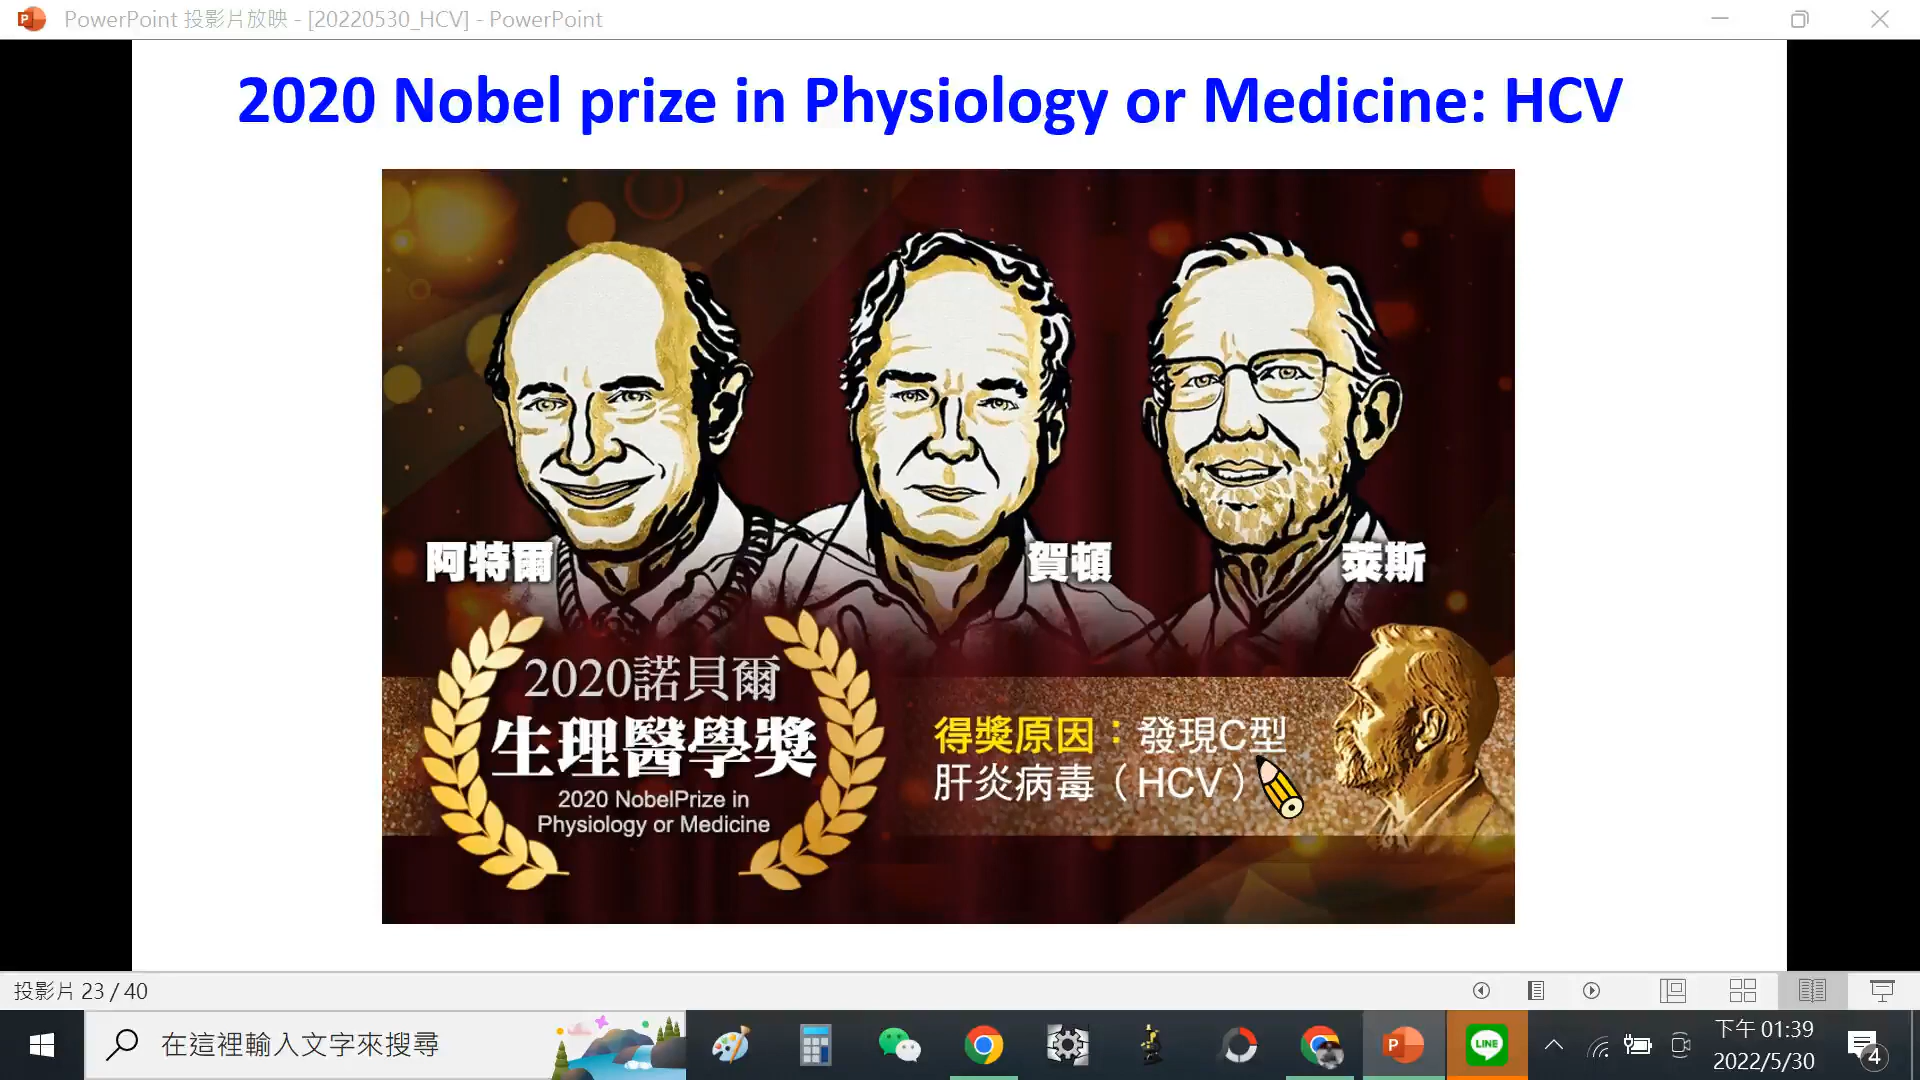 PowerPoint 投影片放映 - [20220530_HCV] - PowerPoint
2020 Nobel prize in Physiology or Medicine: HCV
阿特爾
賀頓
萊斯
2020諾貝爾
生理醫學獎
2020 NobelPrize in
Physiology or Medicine
得獎原因：發現C型
肝炎病毒（HCV）
投影片 23 / 40
在這裡輸入文字來搜尋
LINE
下午 01:39
2022/5/30
4